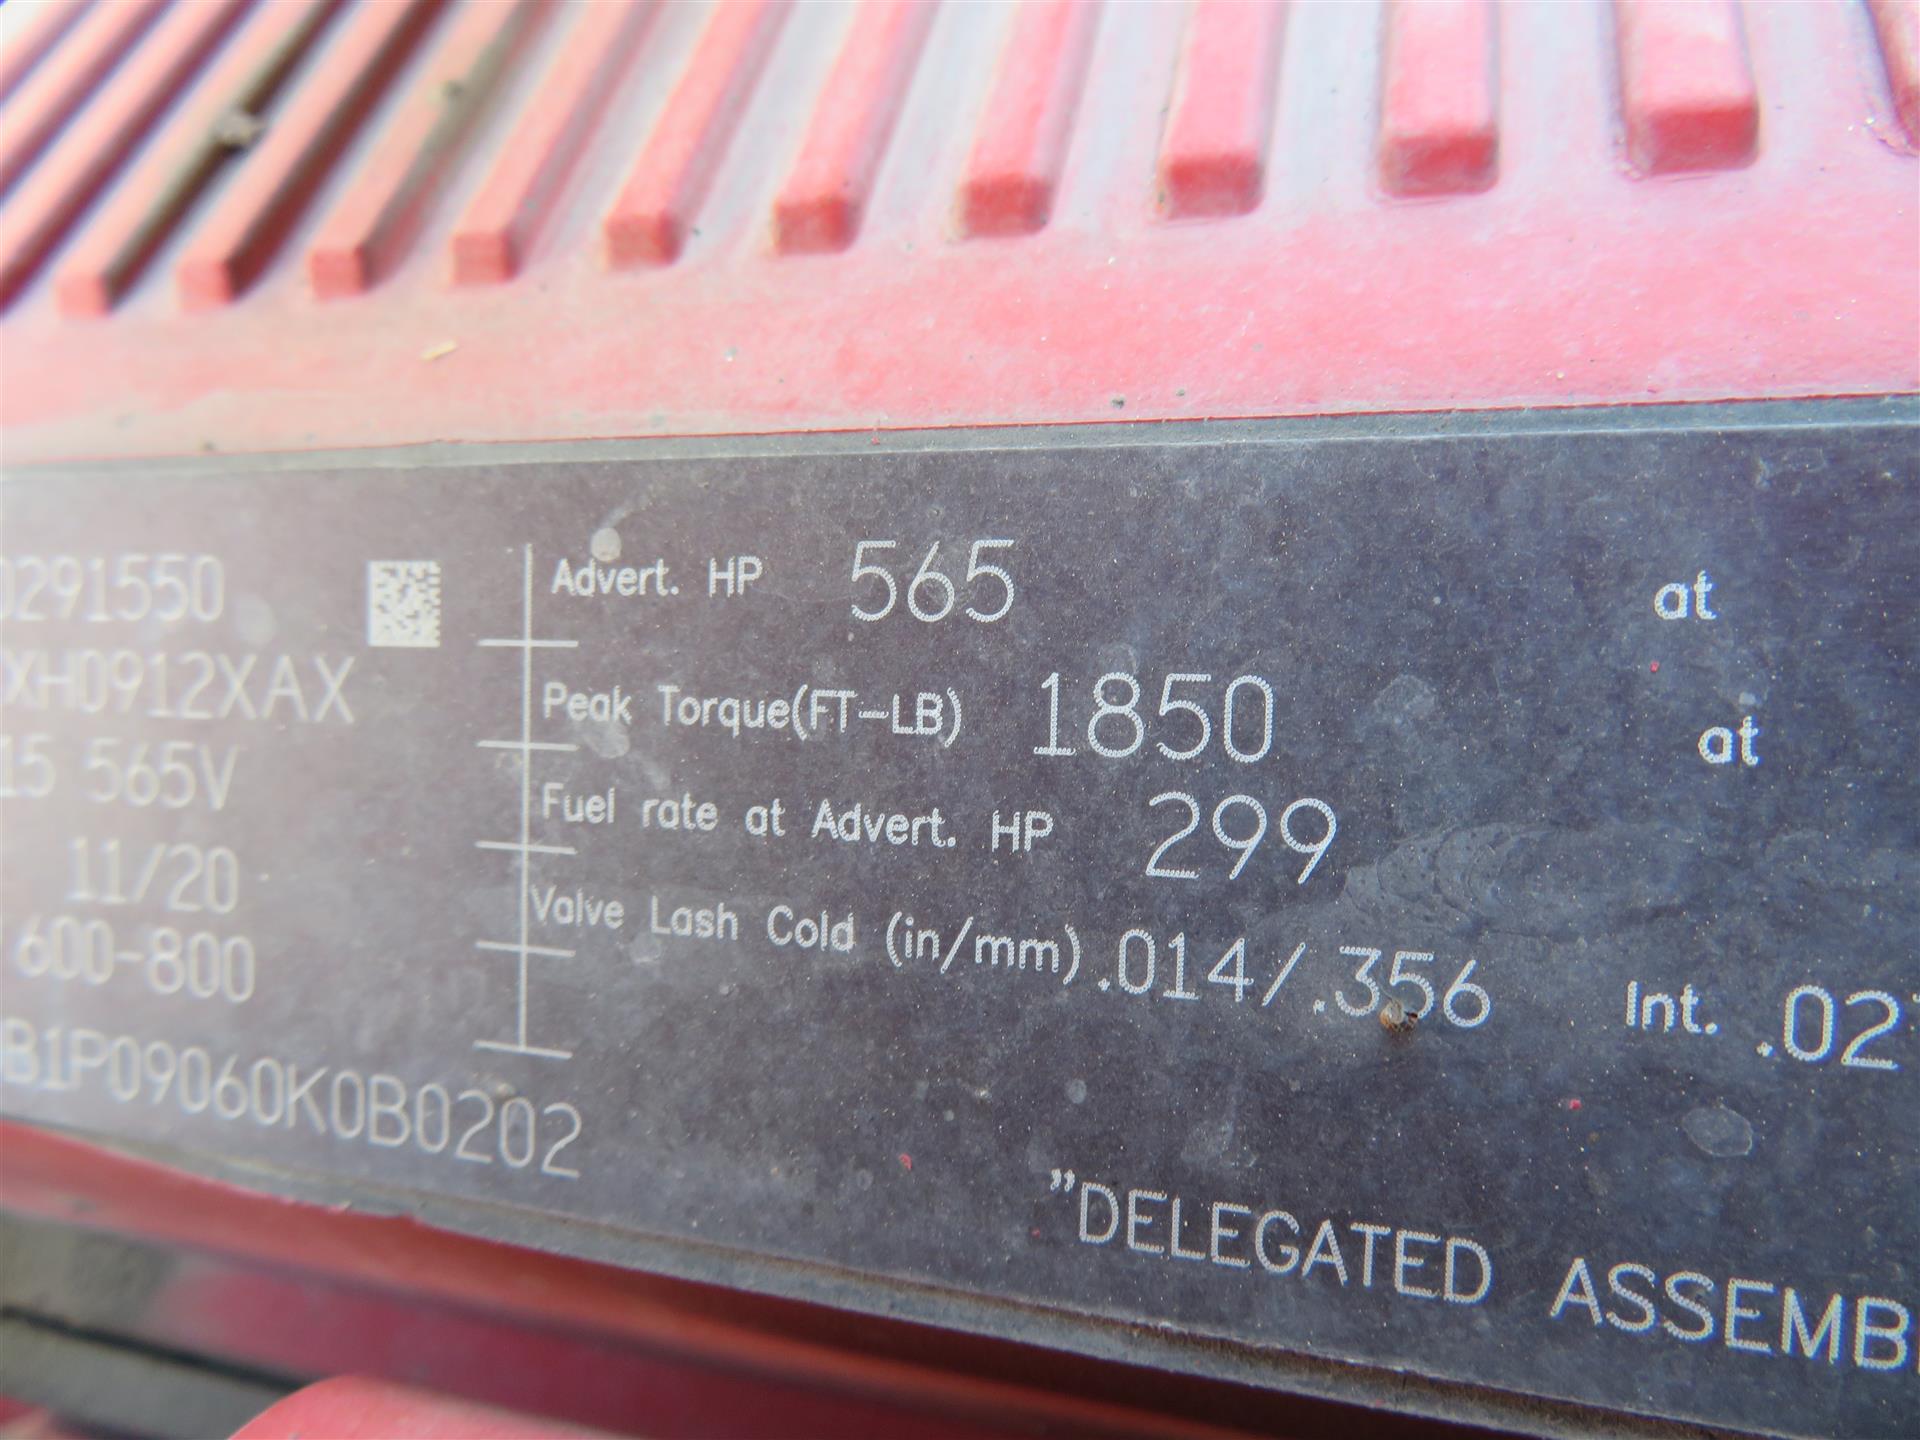 0291550
XH0912XAX
15 565V
11/20
600-800
B1P09060K0B0202
Advert. HP 565 at
Peak Torque(FT-LB) 1850 at
Fuel rate at Advert. HP 299
Valve Lash Cold (in/mm) .014/.356 Int. .02
"DELEGATED ASSEMB